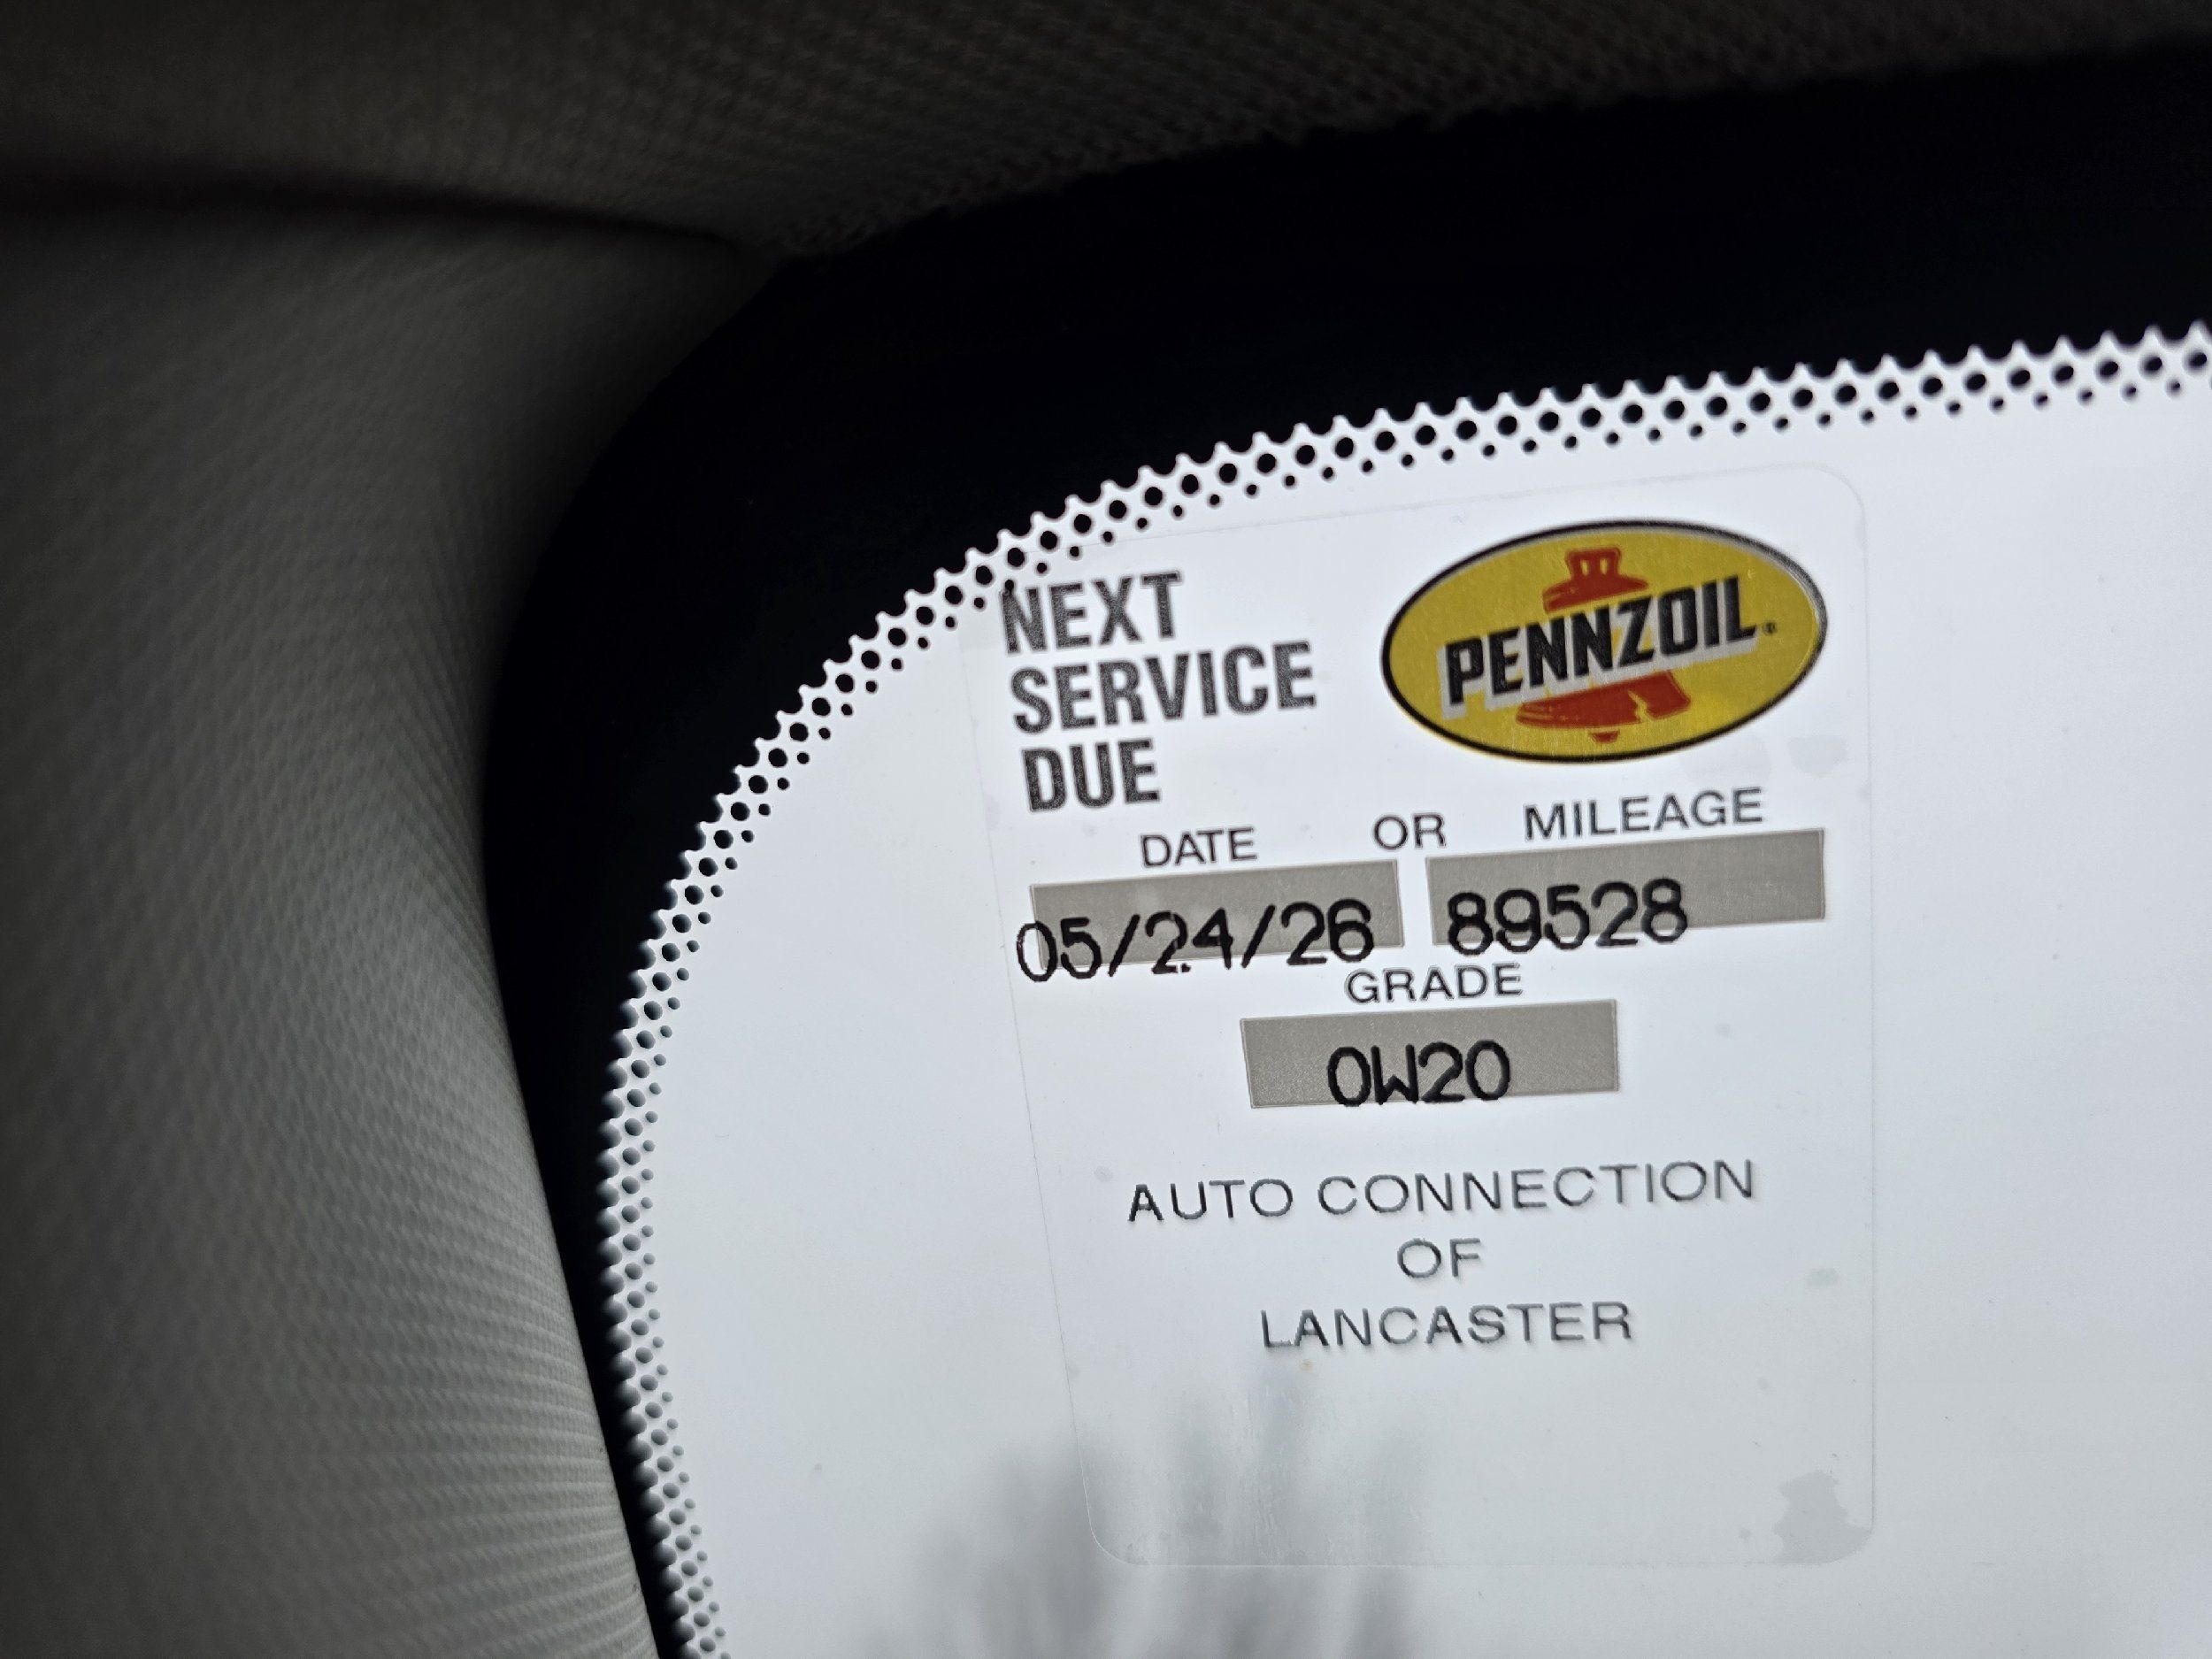 NEXT
SERVICE
DUE
PENNZOIL®
DATE OR MILEAGE
05/24/26 89528
GRADE
0W20
AUTO CONNECTION
OF
LANCASTER